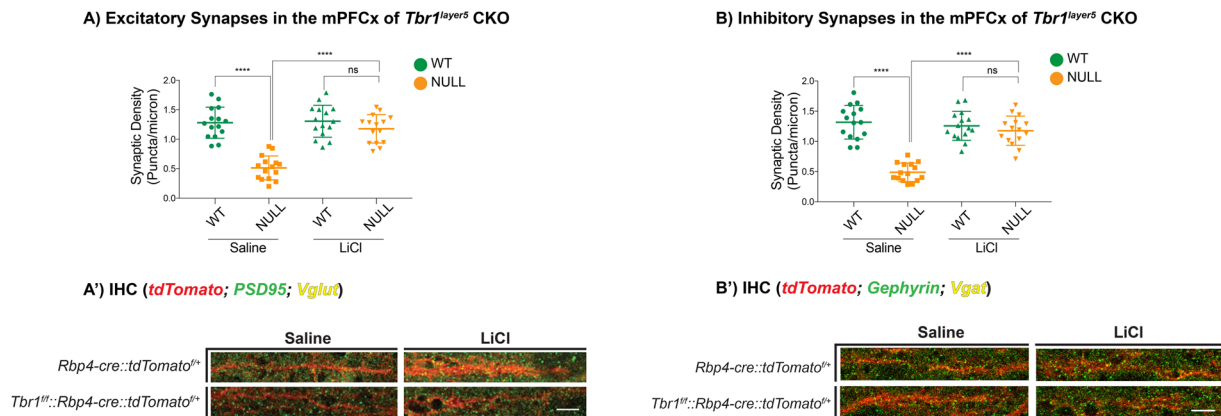 A) Excitatory Synapses in the mPFCx of Tbr1layer5 CKO
****
****
ns
WT
NULL
Synaptic Density
(Puncta/micron)
2.0
1.5
1.0
0.5
0.0
WT
NULL
WT
NULL
Saline
LiCl
B) Inhibitory Synapses in the mPFCx of Tbr1layer5 CKO
****
****
ns
WT
NULL
Synaptic Density
(Puncta/micron)
2.0
1.5
1.0
0.5
0.0
WT
NULL
WT
NULL
Saline
LiCl
A') IHC (tdTomato; PSD95; Vglut)
Saline
LiCl
Rbp4-cre::tdTomatof/+
Tbr1f/f::Rbp4-cre::tdTomatof/+
B') IHC (tdTomato; Gephyrin; Vgat)
Saline
LiCl
Rbp4-cre::tdTomatof/+
Tbr1f/f::Rbp4-cre::tdTomatof/+